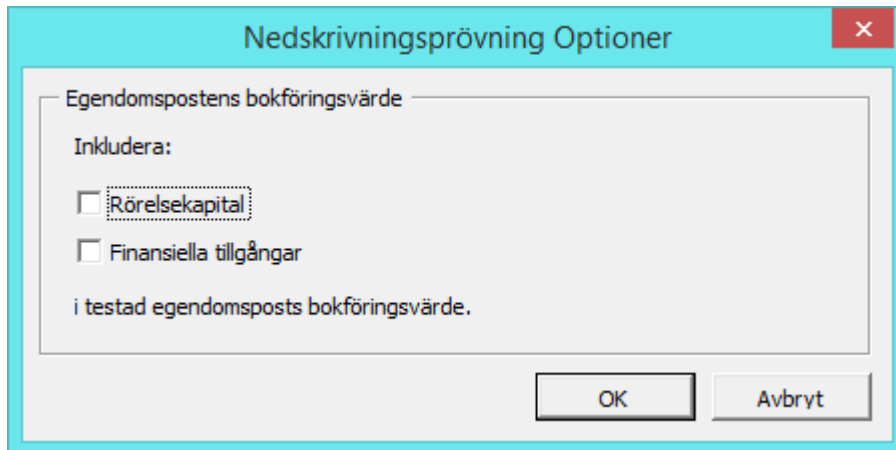 Nedskrivningsprövning Optioner
Egendomspostens bokföringsvärde
Inkludera:
Rörelsekapital
Finansiella tillgångar
i testad egendomsposts bokföringsvärde.
OK
Avbryt